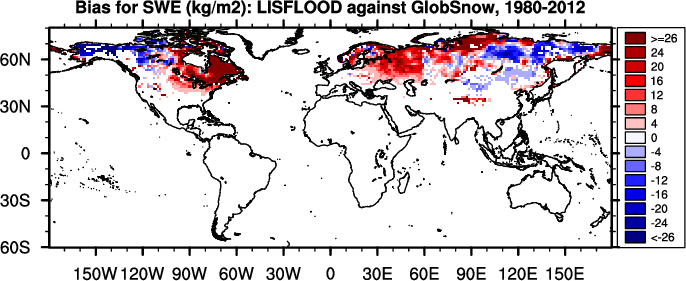 Bias for SWE (kg/m2): LISFLOOD against GlobSnow, 1980-2012
>=26
24
20
16
12
8
4
0
-4
-8
-12
-16
-20
-24
<-26
60N
30N
0
30S
60S
150W 120W 90W 60W 30W 0 30E 60E 90E 120E 150E